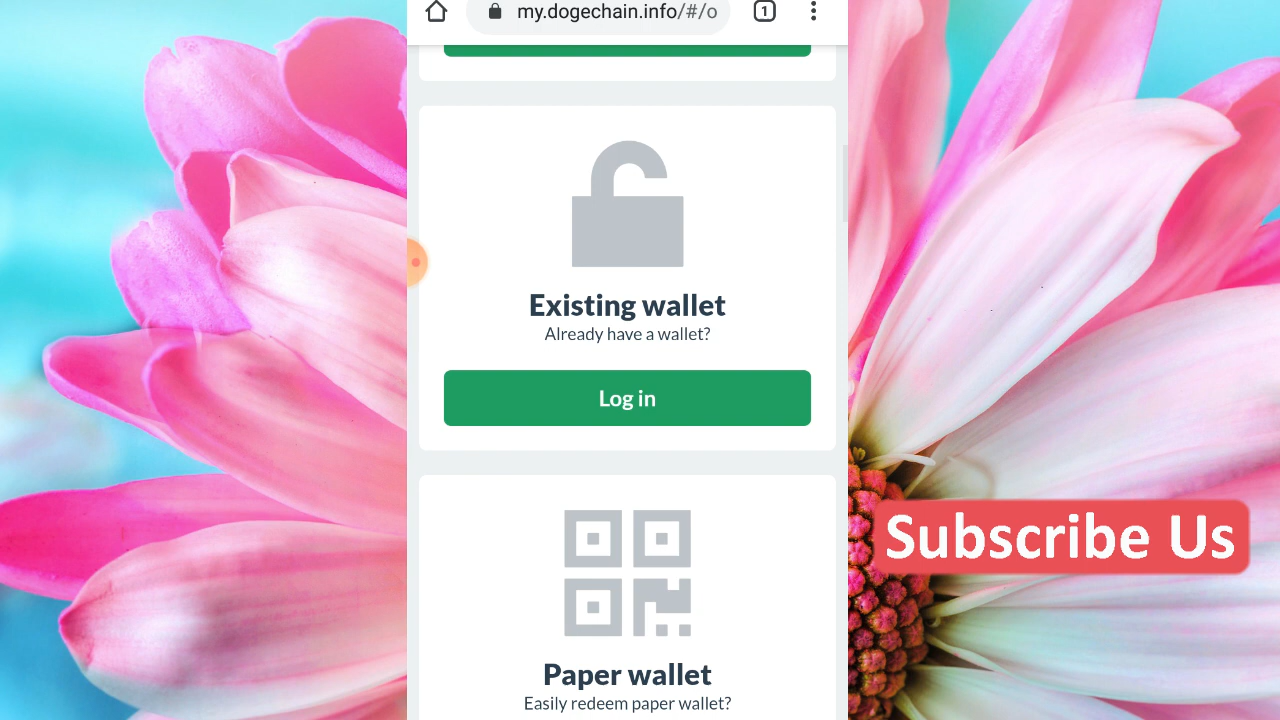 my.dogechain.info/#/o
1
Existing wallet
Already have a wallet?
Log in
Subscribe Us
Paper wallet
Easily redeem paper wallet?